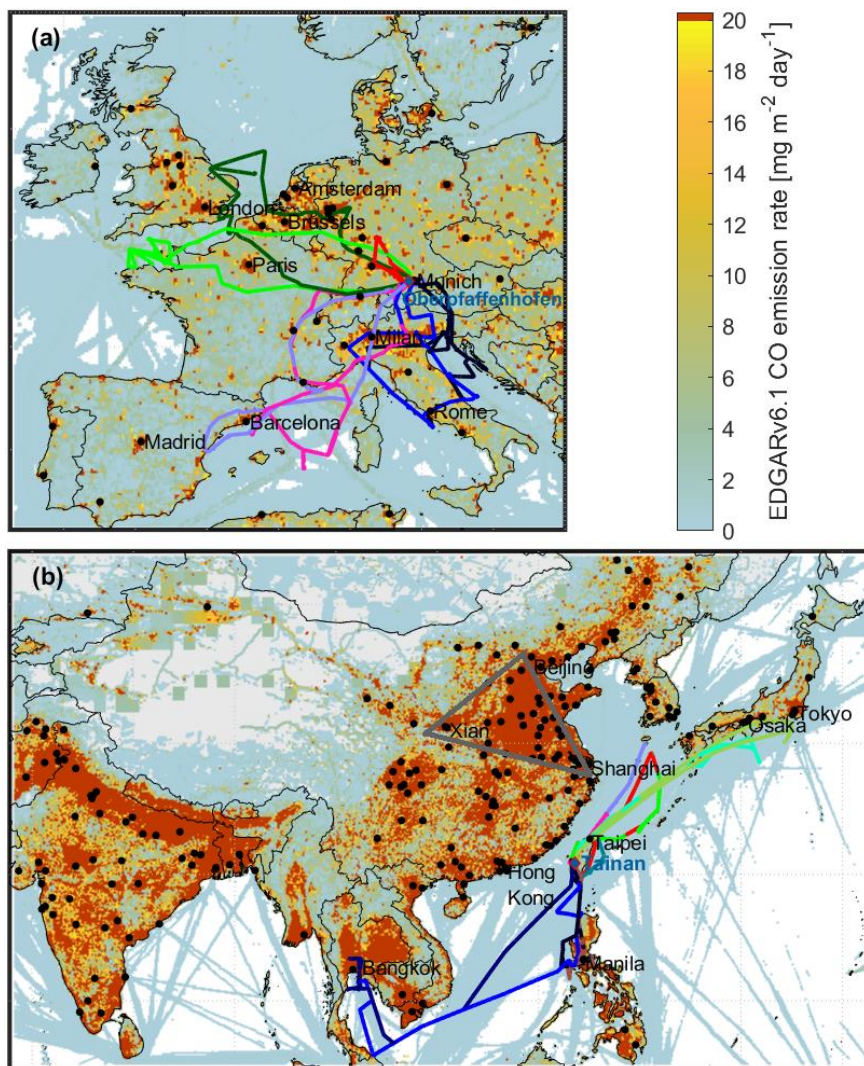 (a)
London
Amsterdam
Brussels
Paris
Munich
Oberpfaffenhofen
Milan
Rome
Barcelona
Madrid
20
18
16
14
12
10
8
6
4
2
0
EDGARv6.1 CO emission rate [mg m-2 day-1]
(b)
Beijing
Xian
Tokyo
Osaka
Shanghai
Taipei
Tainan
Hong
Kong
Manila
Bangkok